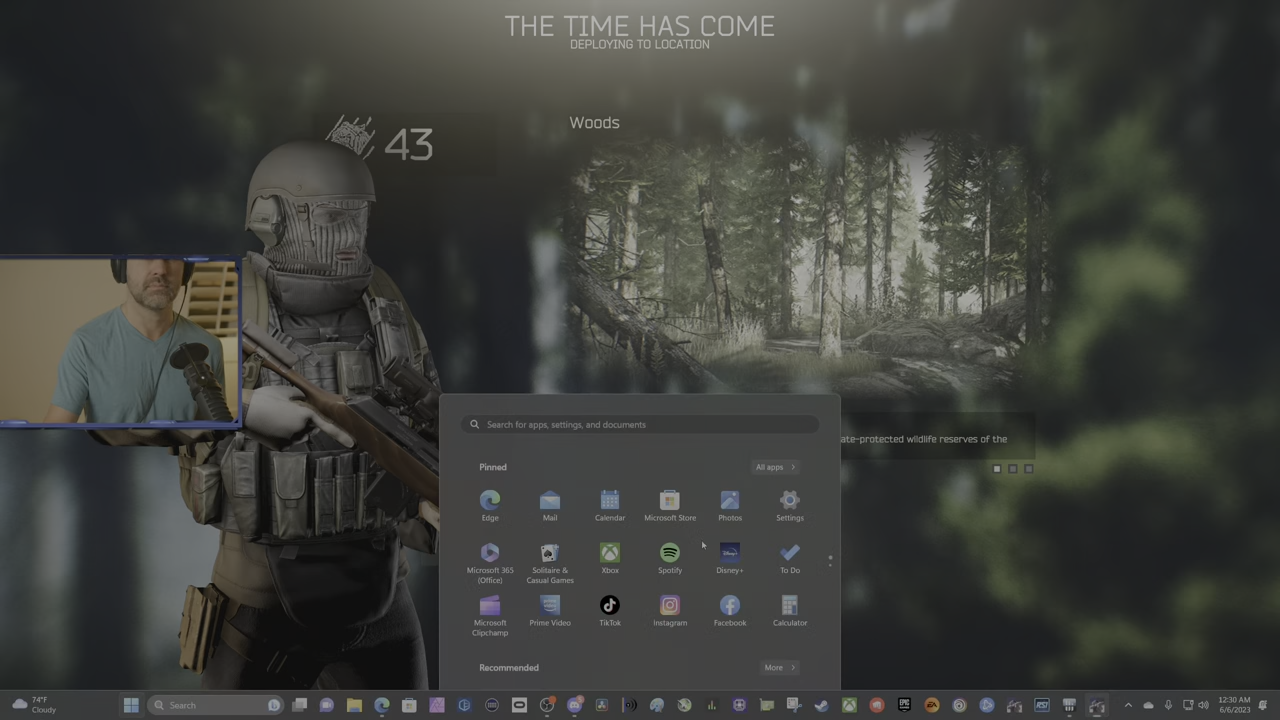 THE TIME HAS COME
DEPLOYING TO LOCATION
43
Woods
Search for apps, settings, and documents
ate-protected wildlife reserves of the
Pinned
All apps
Edge
Mail
Calendar
Microsoft Store
Photos
Settings
Microsoft 365
(Office)
Solitaire &
Casual Games
Xbox
Spotify
Disney+
To Do
Microsoft
Clipchamp
Prime Video
TikTok
Instagram
Facebook
Calculator
Recommended
More
74°F
Cloudy
Search
12:30 AM
6/6/2023